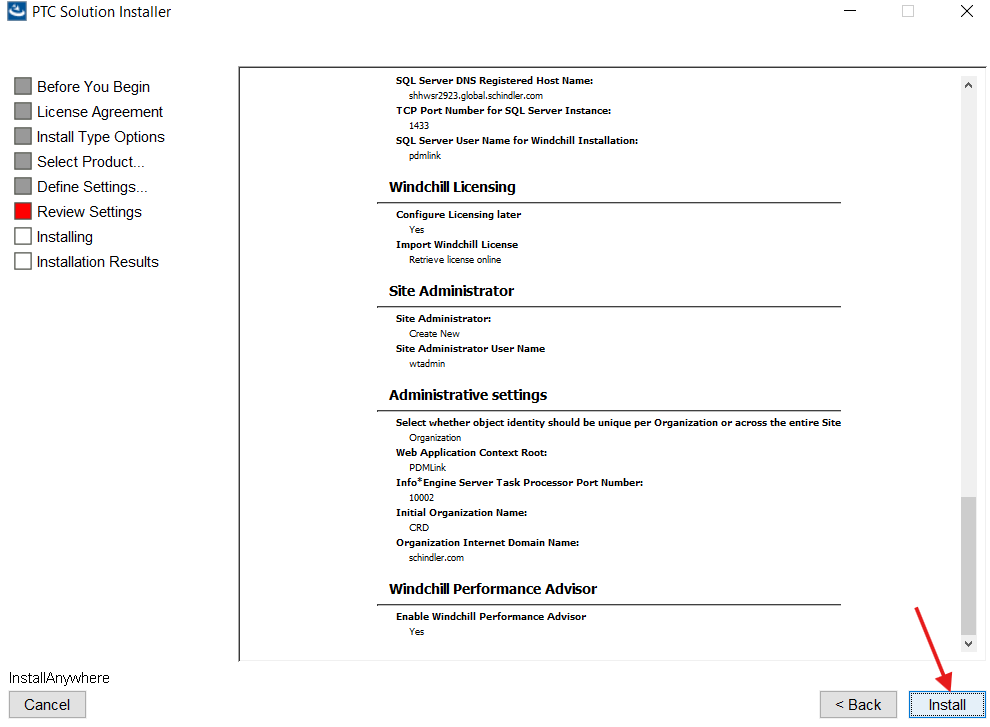 PTC Solution Installer
Before You Begin
License Agreement
Install Type Options
Select Product...
Define Settings...
Review Settings
Installing
Installation Results
SQL Server DNS Registered Host Name:
shhwsr2923.global.schindler.com
TCP Port Number for SQL Server Instance:
1433
SQL Server User Name for Windchill Installation:
pdmlink
Windchill Licensing
Configure Licensing later
Yes
Import Windchill License
Retrieve license online
Site Administrator
Site Administrator:
Create New
Site Administrator User Name
wtadmin
Administrative settings
Select whether object identity should be unique per Organization or across the entire Site
Organization
Web Application Context Root:
PDMLink
Info*Engine Server Task Processor Port Number:
10002
Initial Organization Name:
CRD
Organization Internet Domain Name:
schindler.com
Windchill Performance Advisor
Enable Windchill Performance Advisor
Yes
InstallAnywhere
Cancel
< Back
Install